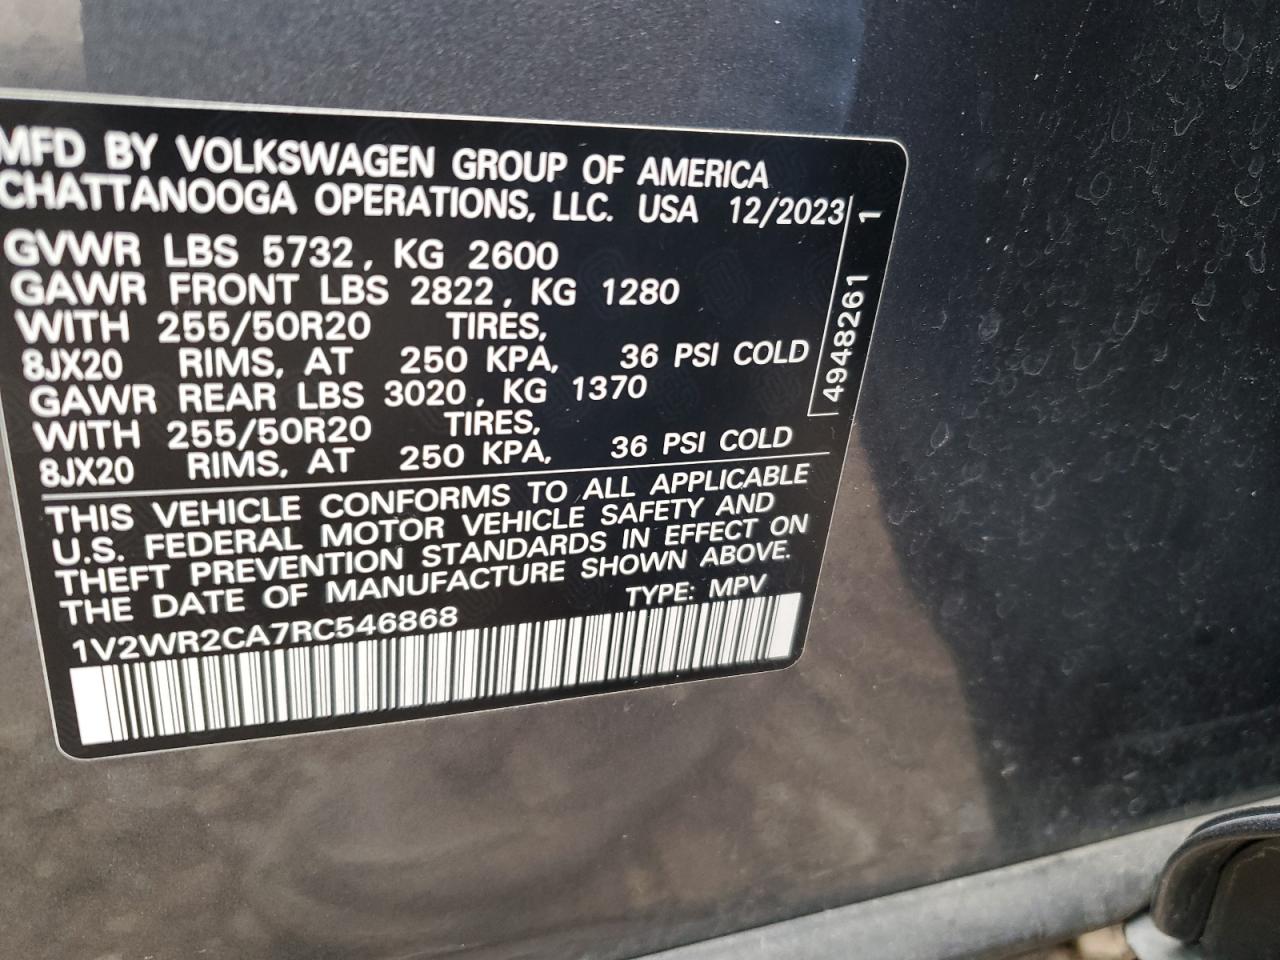 MFD BY VOLKSWAGEN GROUP OF AMERICA
CHATTANOOGA OPERATIONS, LLC. USA 12/2023
GVWR LBS 5732, KG 2600
GAWR FRONT LBS 2822, KG 1280
WITH 255/50R20 TIRES,
8JX20 RIMS, AT 250 KPA, 36 PSI COLD
GAWR REAR LBS 3020, KG 1370
WITH 255/50R20 TIRES,
8JX20 RIMS, AT 250 KPA, 36 PSI COLD
4948261 1
THIS VEHICLE CONFORMS TO ALL APPLICABLE
U.S. FEDERAL MOTOR VEHICLE SAFETY AND
THEFT PREVENTION STANDARDS IN EFFECT ON
THE DATE OF MANUFACTURE SHOWN ABOVE.
TYPE: MPV
1V2WR2CA7RC546868